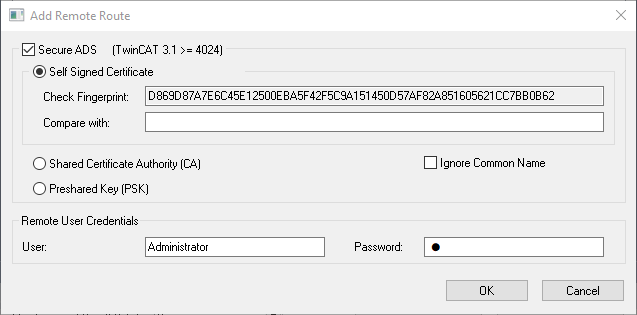 Add Remote Route
Secure ADS (TwinCAT 3.1 >= 4024)
Self Signed Certificate
Check Fingerprint: D869D87A7E6C45E12500EBA5F42F5C9A151450D57AF82A851605621CC7BB0B62
Compare with:
Shared Certificate Authority (CA) Ignore Common Name
Preshared Key (PSK)
Remote User Credentials
User: Administrator Password: ●
OK Cancel